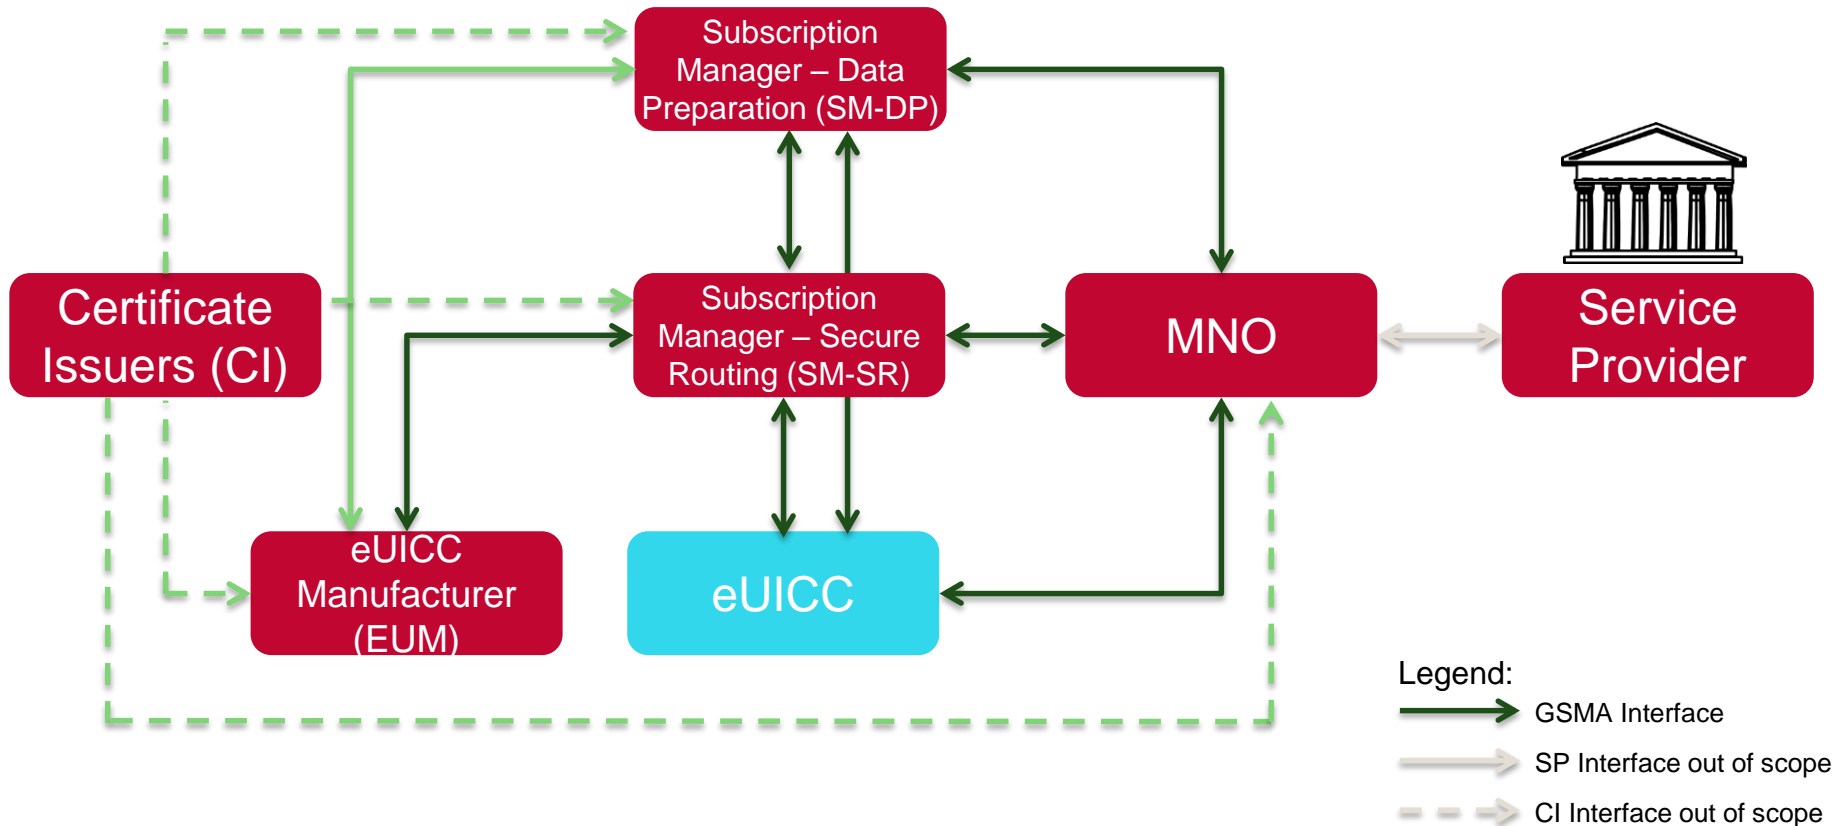 Subscription
Manager – Data
Preparation (SM-DP)
Certificate
Issuers (CI)
Subscription
Manager – Secure
Routing (SM-SR)
MNO
Service
Provider
eUICC
Manufacturer
(EUM)
eUICC
Legend:
GSMA Interface
SP Interface out of scope
CI Interface out of scope